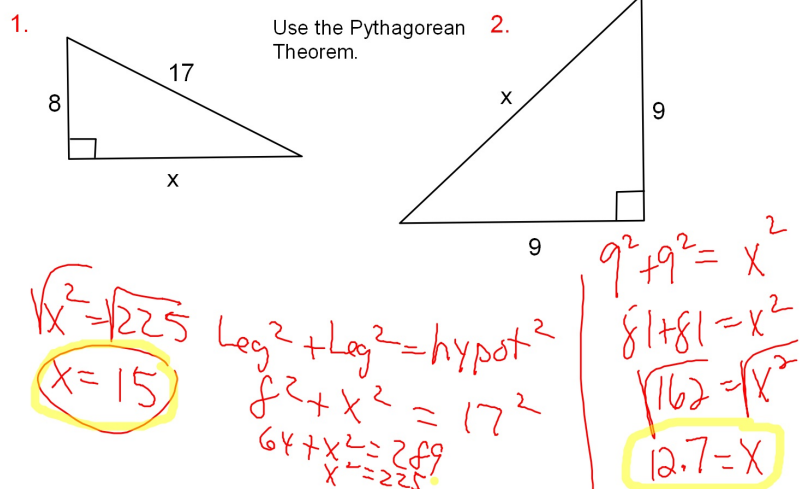 1.
Use the Pythagorean
Theorem.
2.
17
8
x
x
9
9
√x² = √225
x = 15
Leg² + Leg² = hypot²
8² + x² = 17²
64 + x² = 289
x² = 225
9² + 9² = x²
81 + 81 = x²
√162 = √x²
12.7 = x